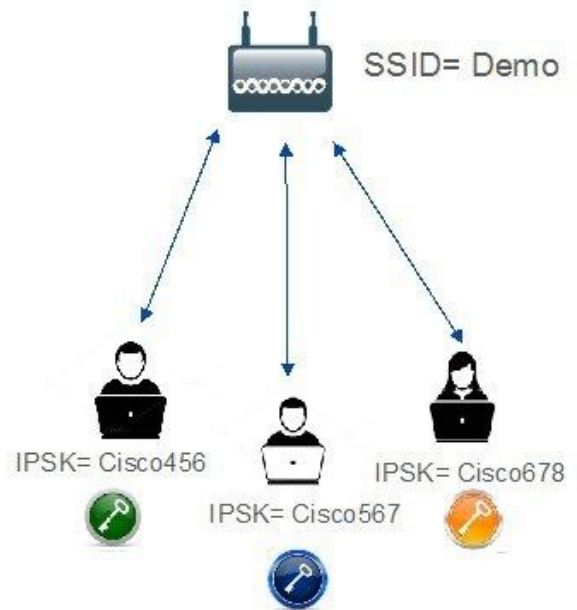 SSID= Demo
IPSK= Cisco456
IPSK= Cisco567
IPSK= Cisco678